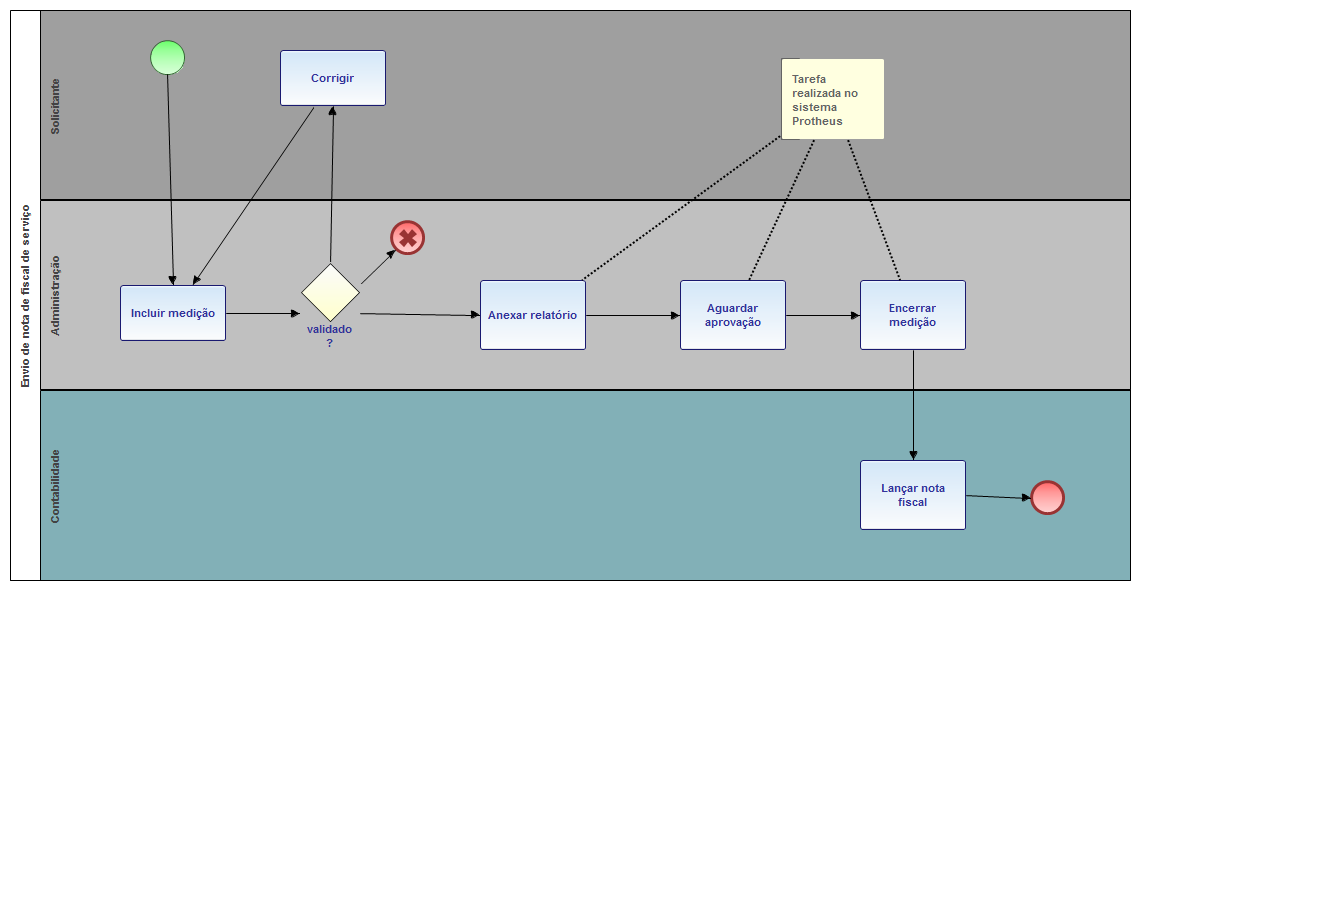 Envio de nota de fiscal de serviço
Solicitante
Corrigir
Tarefa
realizada no
sistema
Protheus
Administração
Incluir medição
validado
?
Anexar relatório
Aguardar
aprovação
Encerrar
medição
Contabilidade
Lançar nota
fiscal